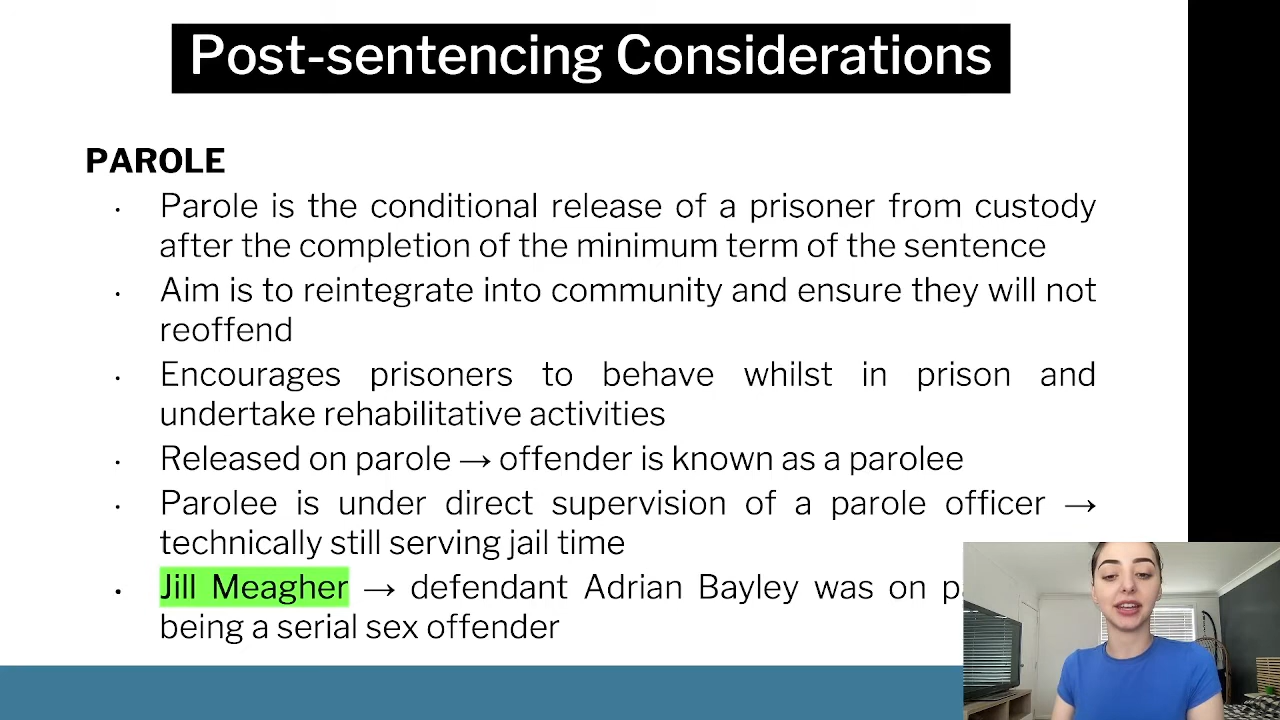 Post-sentencing Considerations
PAROLE
· Parole is the conditional release of a prisoner from custody
after the completion of the minimum term of the sentence
· Aim is to reintegrate into community and ensure they will not
reoffend
· Encourages prisoners to behave whilst in prison and
undertake rehabilitative activities
· Released on parole → offender is known as a parolee
· Parolee is under direct supervision of a parole officer →
technically still serving jail time
· Jill Meagher → defendant Adrian Bayley was on
being a serial sex offender